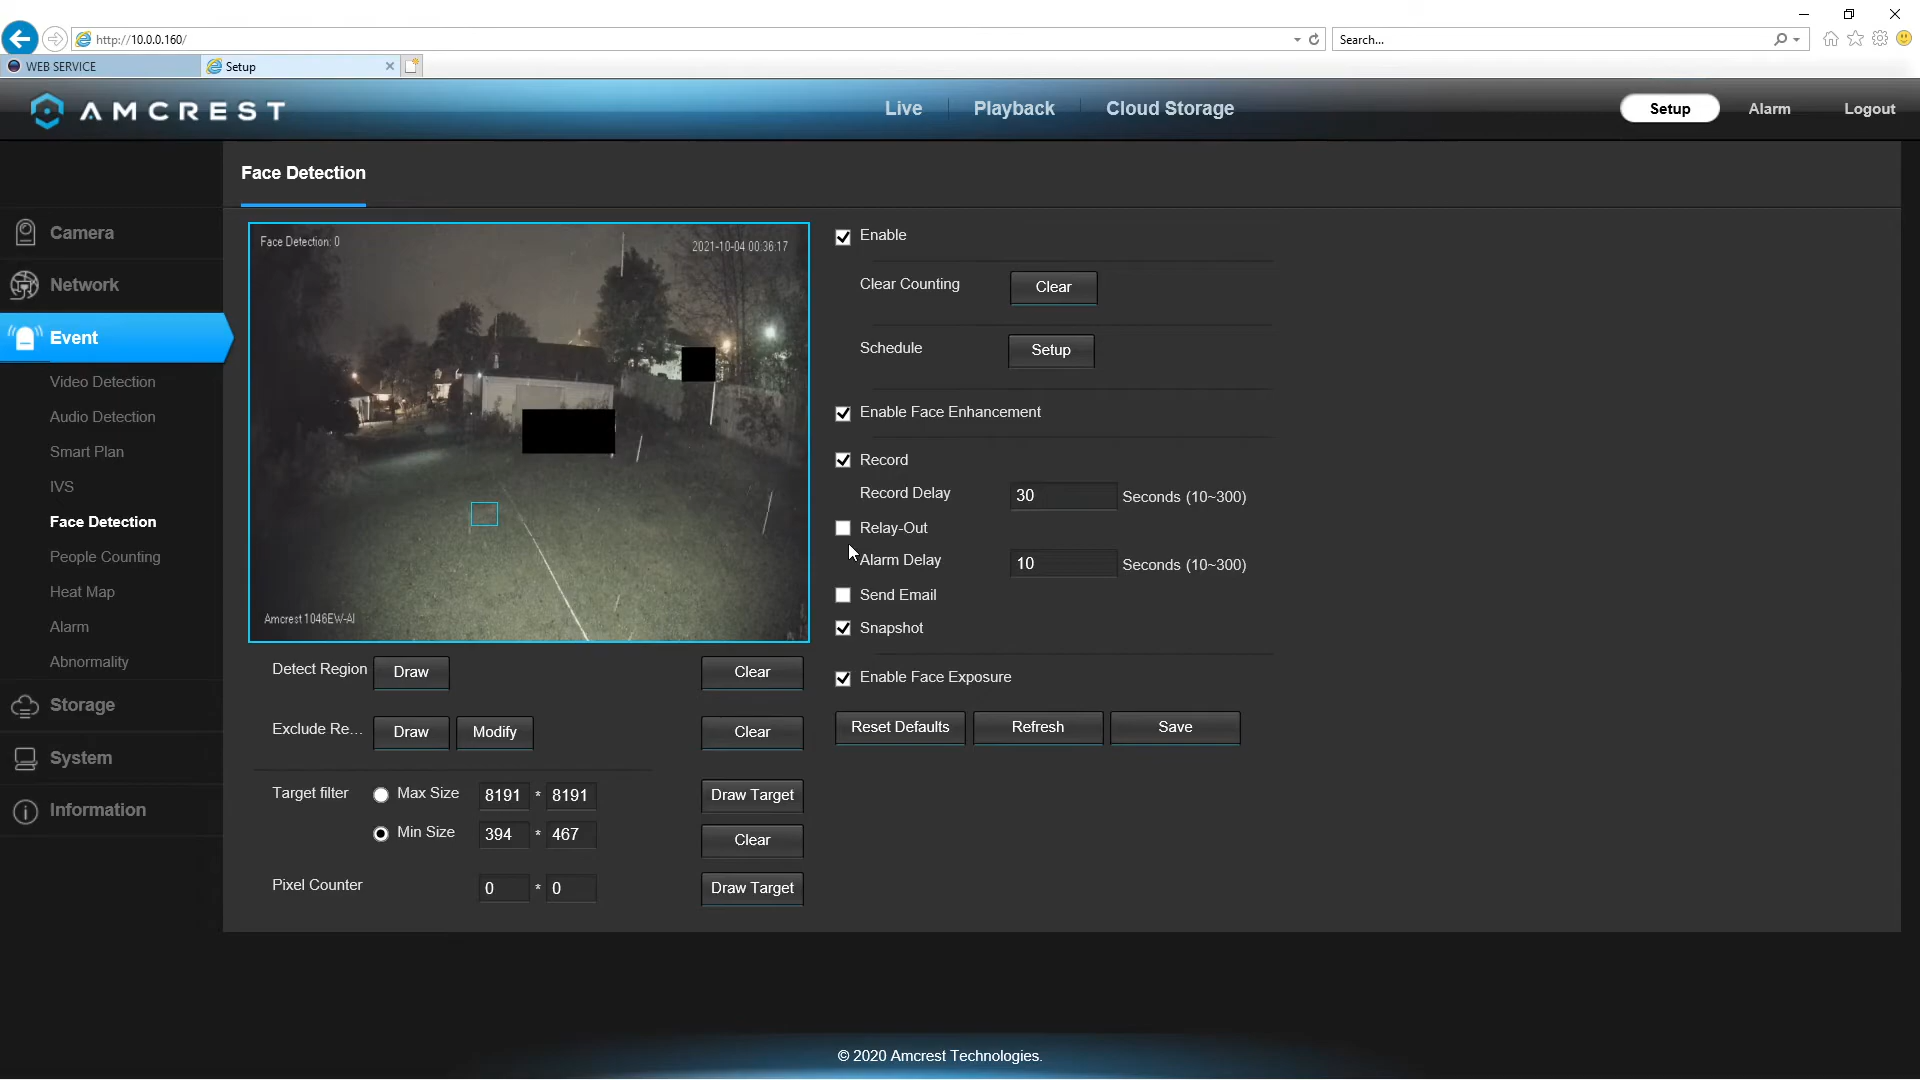 http://10.0.0.160/
Search...
WEB SERVICE
Setup
AMCREST
Live
Playback
Cloud Storage
Setup
Alarm
Logout
Face Detection
Camera
Network
Event
Video Detection
Audio Detection
Smart Plan
IVS
Face Detection
People Counting
Heat Map
Alarm
Abnormality
Storage
System
Information
Face Detection: 0
2021-10-04 00:36:17
Amcrest 1046EW-AI
Detect Region Draw Clear
Exclude Re... Draw Modify Clear
Target filter Max Size 8191 * 8191 Draw Target
Min Size 394 * 467 Clear
Pixel Counter 0 * 0 Draw Target
Enable
Clear Counting Clear
Schedule Setup
Enable Face Enhancement
Record
Record Delay 30 Seconds (10~300)
Relay-Out
Alarm Delay 10 Seconds (10~300)
Send Email
Snapshot
Enable Face Exposure
Reset Defaults Refresh Save
© 2020 Amcrest Technologies.